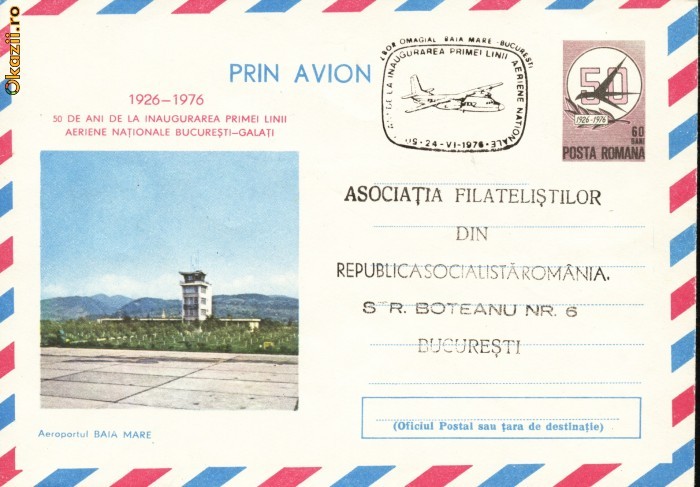 Okazii.ro
PRIN AVION
1926-1976
50 DE ANI DE LA INAUGURAREA PRIMEI LINII
AERIENE NAȚIONALE BUCUREȘTI-GALAȚI
ZBOR OMAGIAL BAIA MARE-BUCUREȘTI
DE LA INAUGURAREA PRIMEI LINII AERIENE NAȚIONALE
24-VI-1976
50
1926-1976
60
BANI
POSTA ROMANA
ASOCIAȚIA FILATELIȘTILOR
DIN
REPUBLICA SOCIALISTĂ ROMÂNIA.
STR. BOTEANU NR. 6
BUCUREȘTI
(Oficiul Postal sau țara de destinație)
Aeroportul BAIA MARE